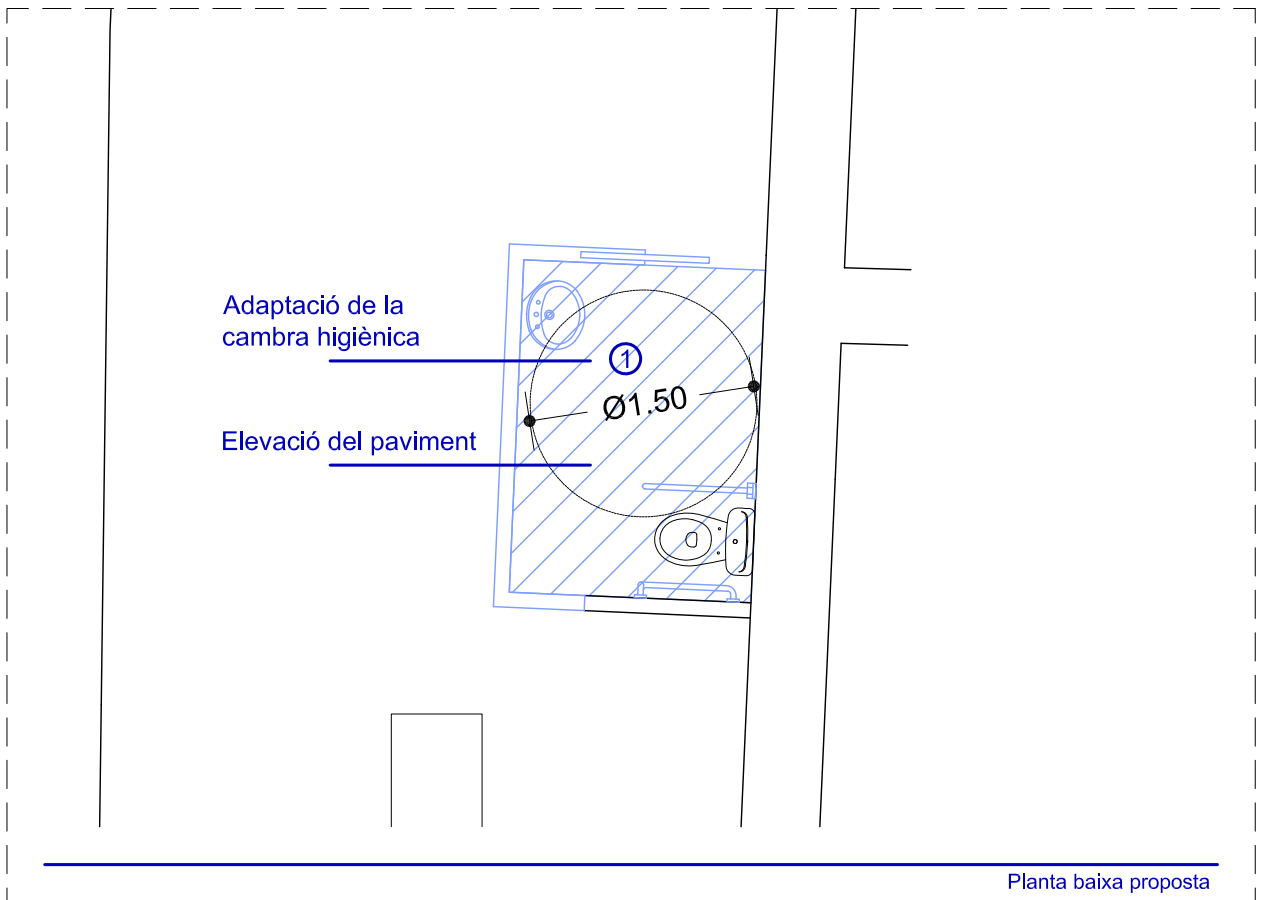 Adaptació de la
cambra higiènica
1
Ø1.50
Elevació del paviment
Planta baixa proposta